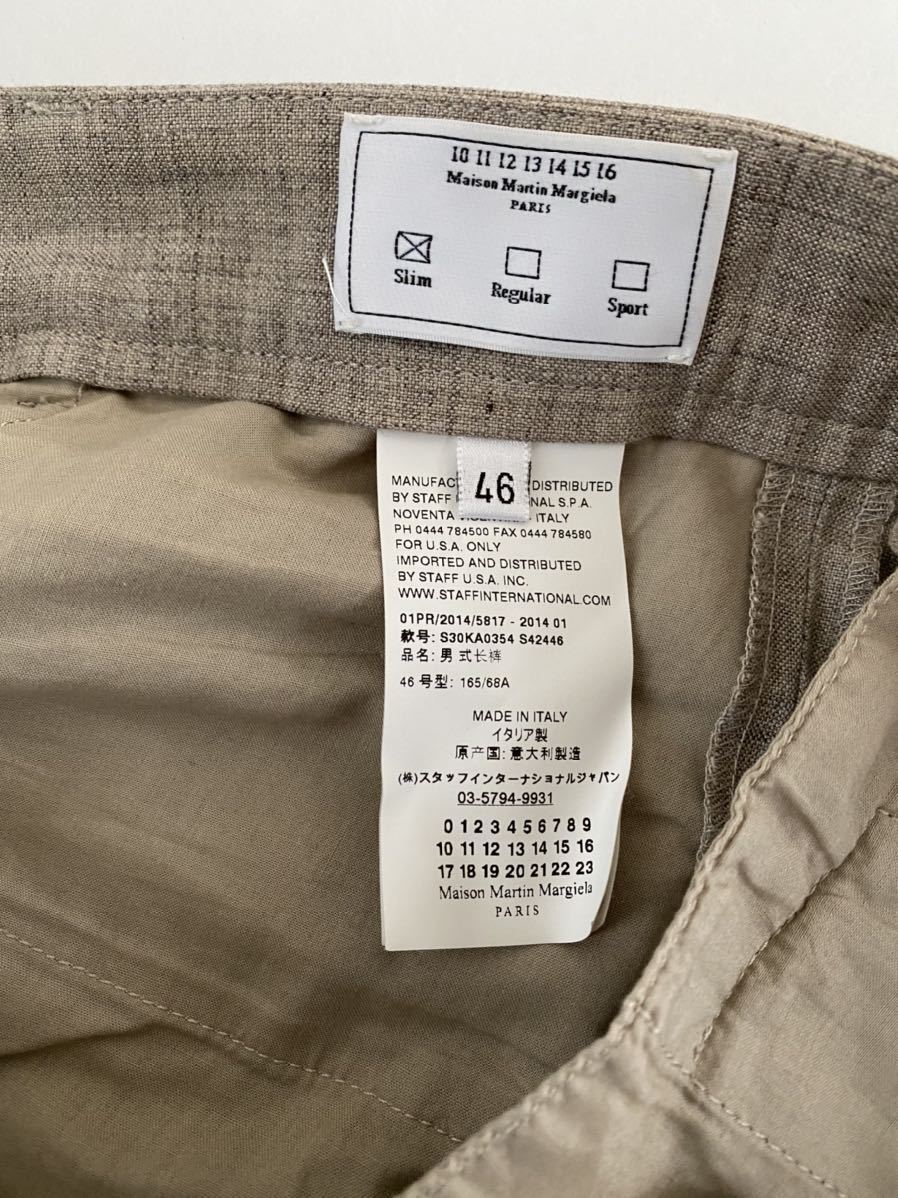 10 11 12 13 14 15 16
Maison Martin Margiela
PARIS
Slim
Regular
Sport
46
DISTRIBUTED
BY STAFF S.P.A.
NOVENTA ITALY
PH 0444 784500 FAX 0444 784580
FOR U.S.A. ONLY
IMPORTED AND DISTRIBUTED
BY STAFF U.S.A. INC.
WWW.STAFFINTERNATIONAL.COM
01PR/2014/5817 - 2014 01
款号: S30KA0354 S42446
品名: 男式长裤
46 号型: 165/68A
MADE IN ITALY
イタリア製
原产国: 意大利製造
(株)スタッフインターナショナルジャパン
03-5794-9931
0 1 2 3 4 5 6 7 8 9
10 11 12 13 14 15 16
17 18 19 20 21 22 23
Maison Martin Margiela
PARIS